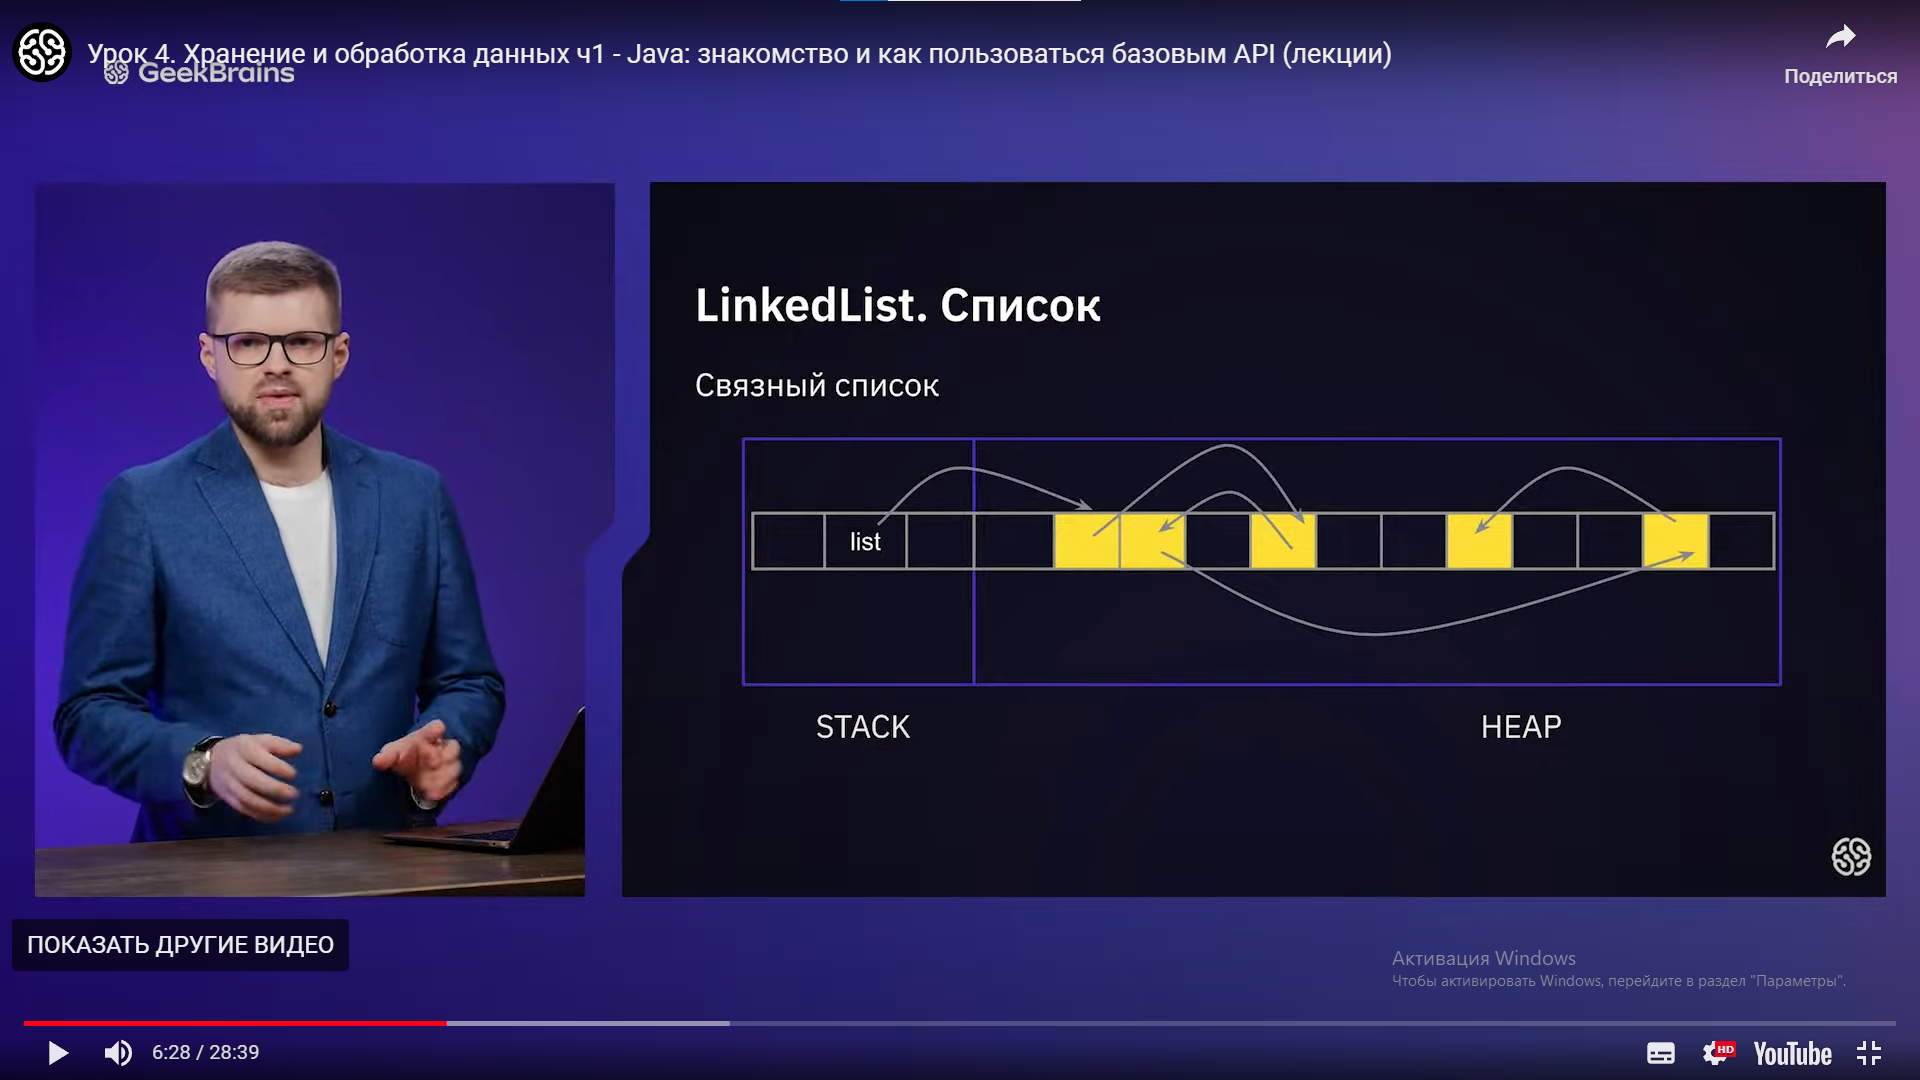 Урок 4. Хранение и обработка данных ч1 - Java: знакомство и как пользоваться базовым API (лекции)
GeekBrains
Поделиться
LinkedList. Список
Связный список
list
STACK
HEAP
ПОКАЗАТЬ ДРУГИЕ ВИДЕО
Активация Windows
Чтобы активировать Windows, перейдите в раздел "Параметры".
6:28 / 28:39
HD
YouTube